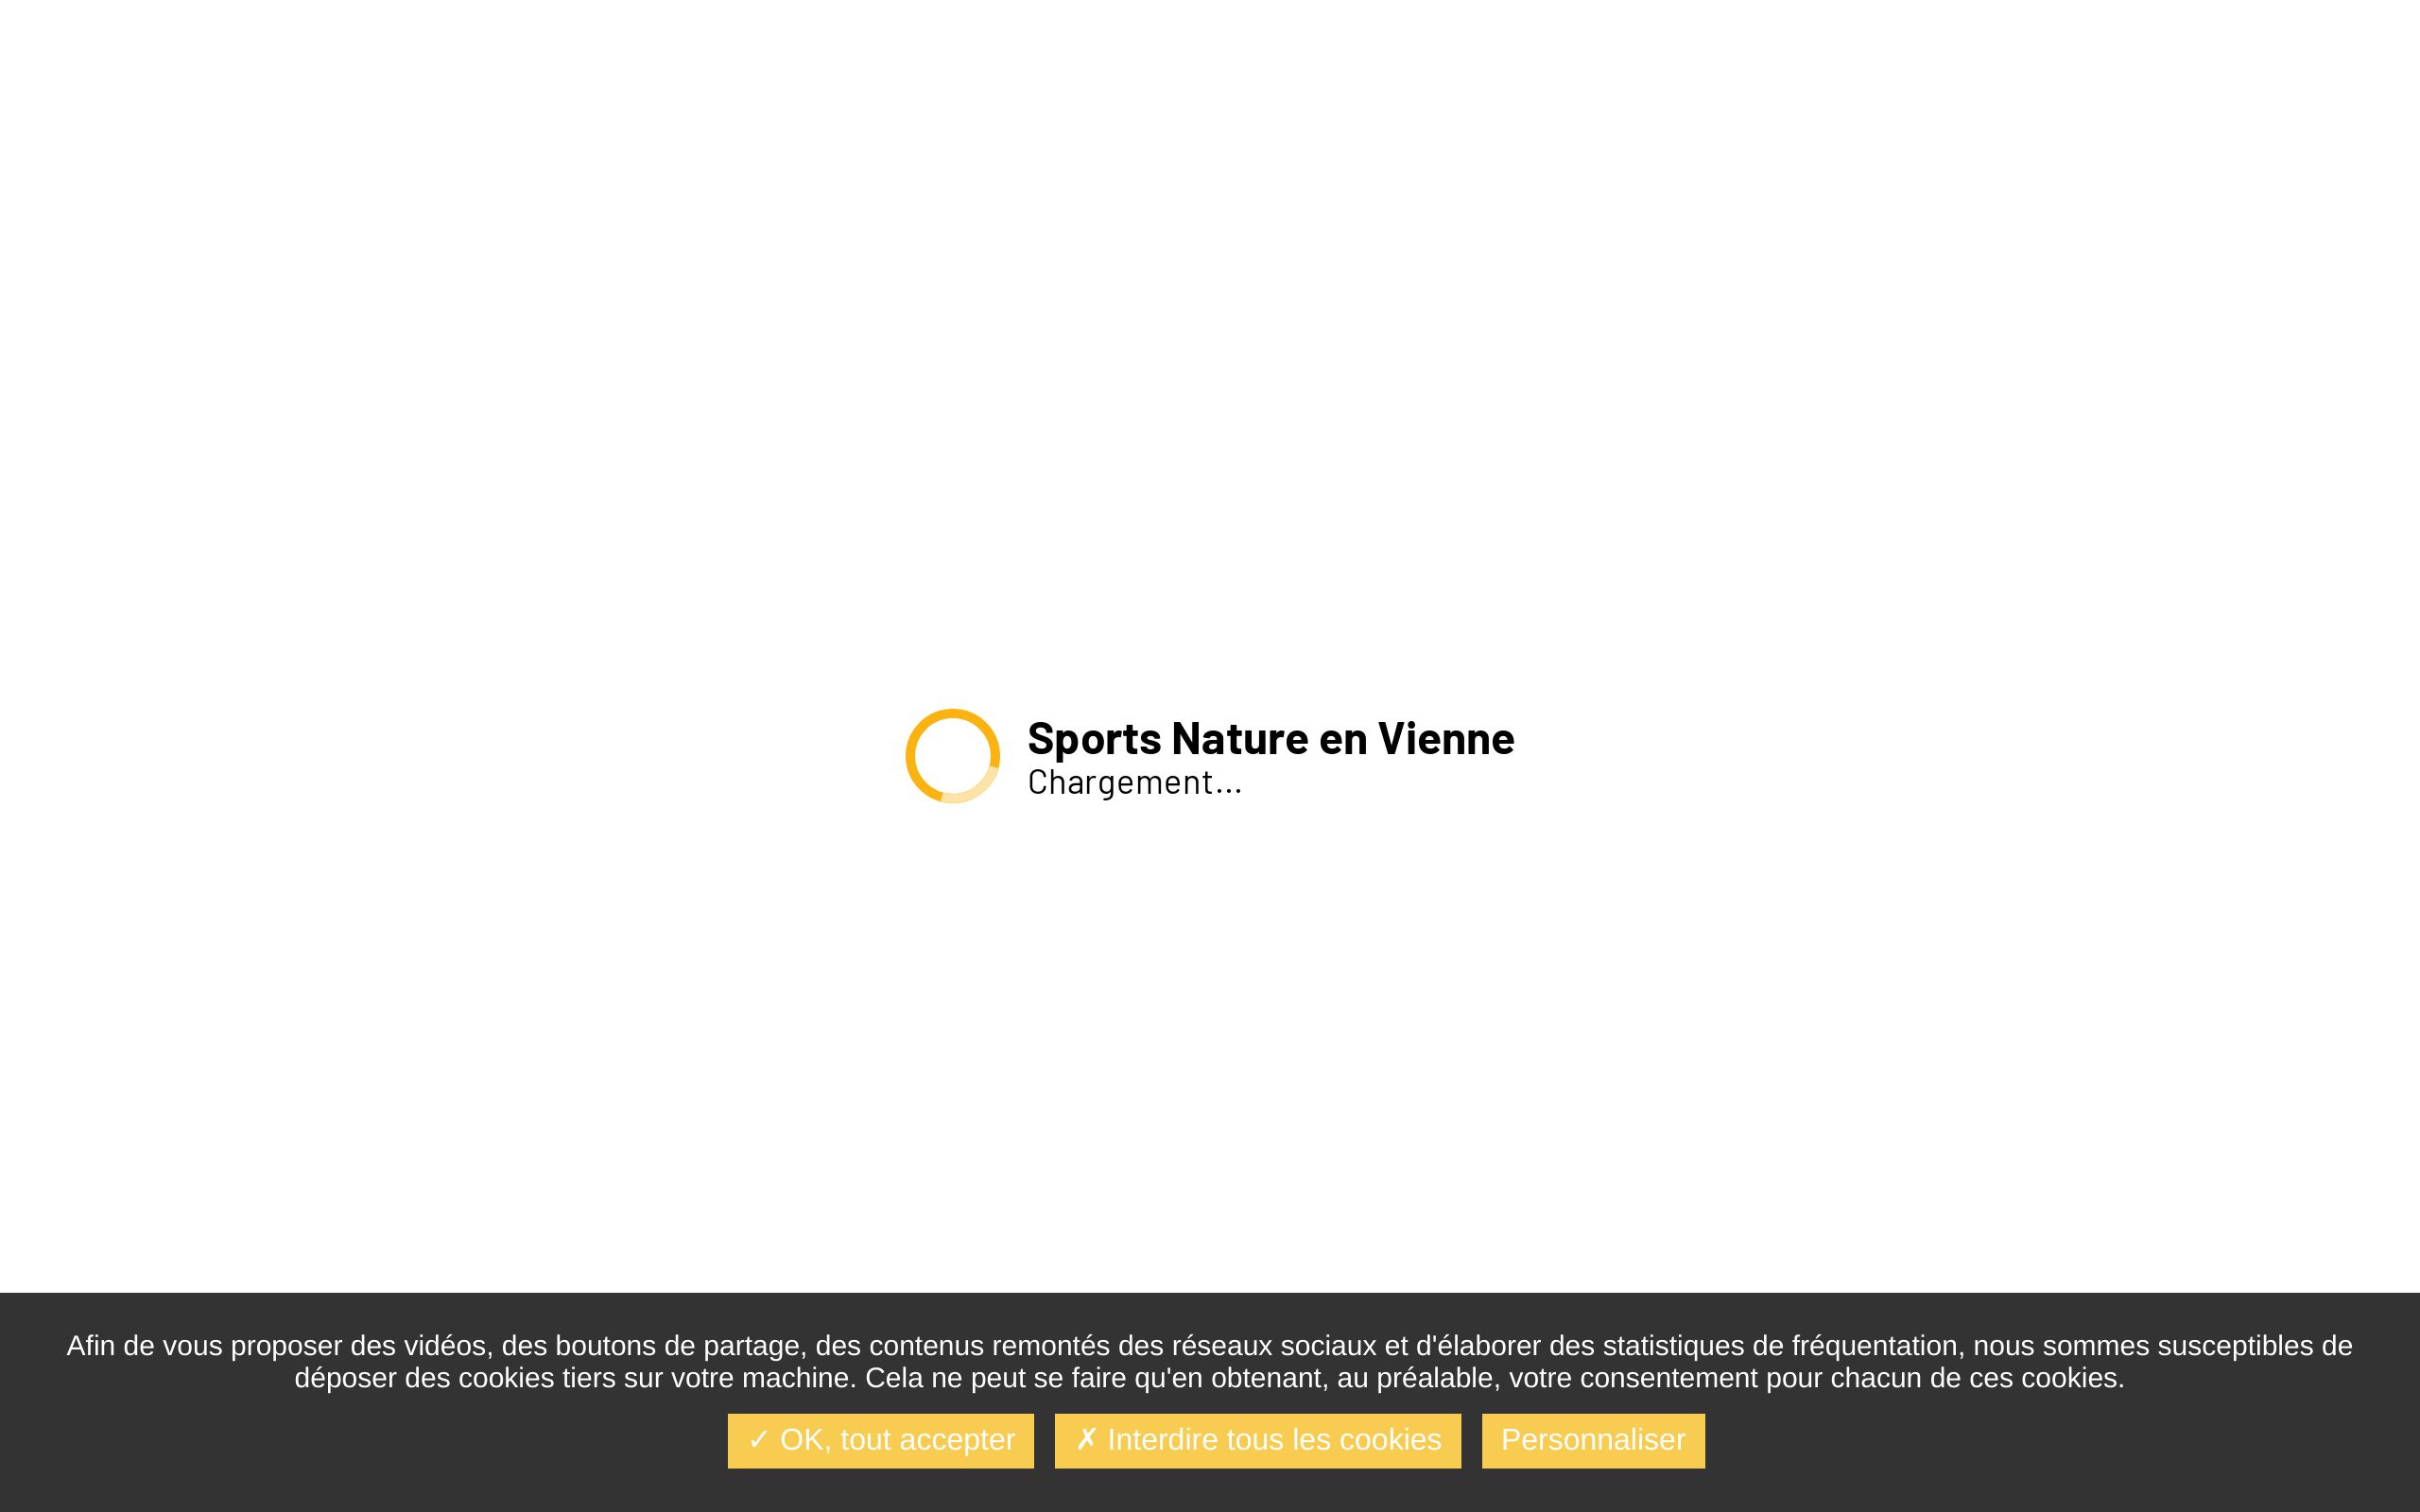 Sports Nature en Vienne
Chargement...
Afin de vous proposer des vidéos, des boutons de partage, des contenus remontés des réseaux sociaux et d'élaborer des statistiques de fréquentation, nous sommes susceptibles de
déposer des cookies tiers sur votre machine. Cela ne peut se faire qu'en obtenant, au préalable, votre consentement pour chacun de ces cookies.
✓ OK, tout accepter ✗ Interdire tous les cookies Personnaliser